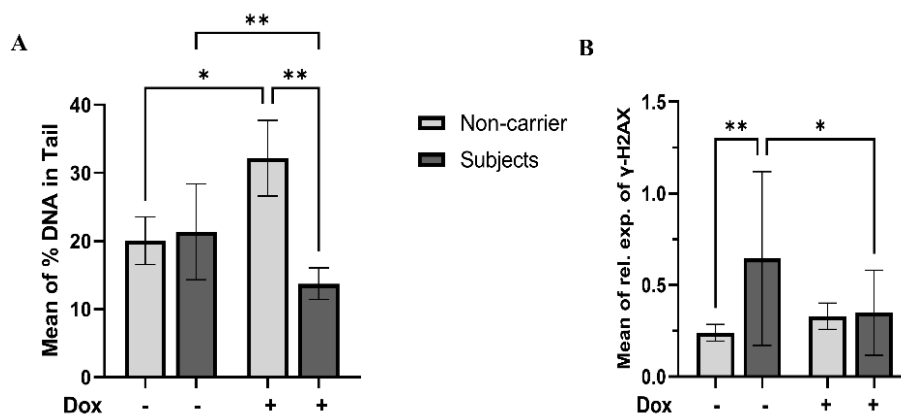 A
**
*
**
Mean of % DNA in Tail
40
30
20
10
0
Dox - - + +
Non-carrier
Subjects
B
**
*
Mean of rel. exp. of γ-H2AX
1.5
1.0
0.5
0.0
Dox - - + +